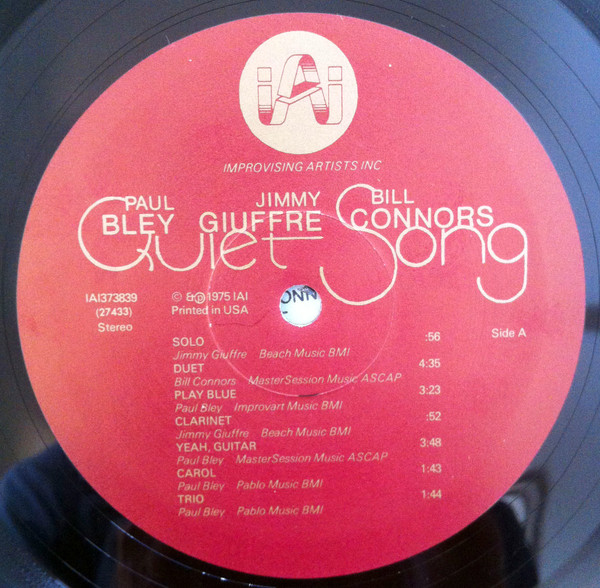 iAi
IMPROVISING ARTISTS INC
PAUL BLEY JIMMY GIUFFRE BILL CONNORS
Quiet Song
IAI373839
(27433)
Stereo
© & ℗ 1975 IAI
Printed in USA
ONN
Side A
SOLO :56
Jimmy Giuffre Beach Music BMI
DUET 4:35
Bill Connors MasterSession Music ASCAP
PLAY BLUE 3:23
Paul Bley Improvart Music BMI
CLARINET :52
Jimmy Giuffre Beach Music BMI
YEAH, GUITAR 3:48
Paul Bley MasterSession Music ASCAP
CAROL 1:43
Paul Bley Pablo Music BMI
TRIO 1:44
Paul Bley Pablo Music BMI